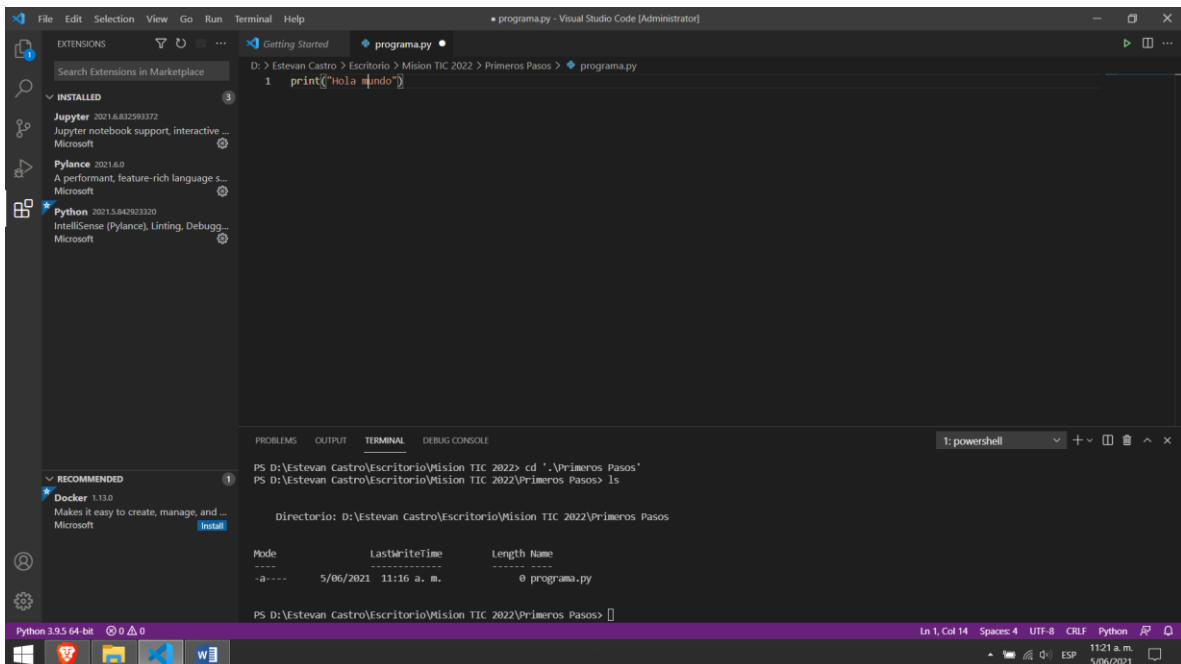 File Edit Selection View Go Run Terminal Help
● programa.py - Visual Studio Code [Administrator]
EXTENSIONS
Search Extensions in Marketplace
INSTALLED 3
Jupyter 2021.6.832593372
Jupyter notebook support, interactive ...
Microsoft
Pylance 2021.6.0
A performant, feature-rich language s...
Microsoft
Python 2021.5.842923320
IntelliSense (Pylance), Linting, Debugg...
Microsoft
RECOMMENDED 1
Docker 1.13.0
Makes it easy to create, manage, and ...
Microsoft Install
Getting Started programa.py ●
D: > Estevan Castro > Escritorio > Mision TIC 2022 > Primeros Pasos > programa.py
1 print("Hola mundo")
PROBLEMS OUTPUT TERMINAL DEBUG CONSOLE 1: powershell
PS D:\Estevan Castro\Escritorio\Mision TIC 2022> cd '.\Primeros Pasos'
PS D:\Estevan Castro\Escritorio\Mision TIC 2022\Primeros Pasos> ls
Directorio: D:\Estevan Castro\Escritorio\Mision TIC 2022\Primeros Pasos
Mode LastWriteTime Length Name
---- ------------- ------ ----
-a---- 5/06/2021 11:16 a. m. 0 programa.py
PS D:\Estevan Castro\Escritorio\Mision TIC 2022\Primeros Pasos>
Python 3.9.5 64-bit 0 0 Ln 1, Col 14 Spaces: 4 UTF-8 CRLF Python
ESP 11:21 a. m.
5/06/2021